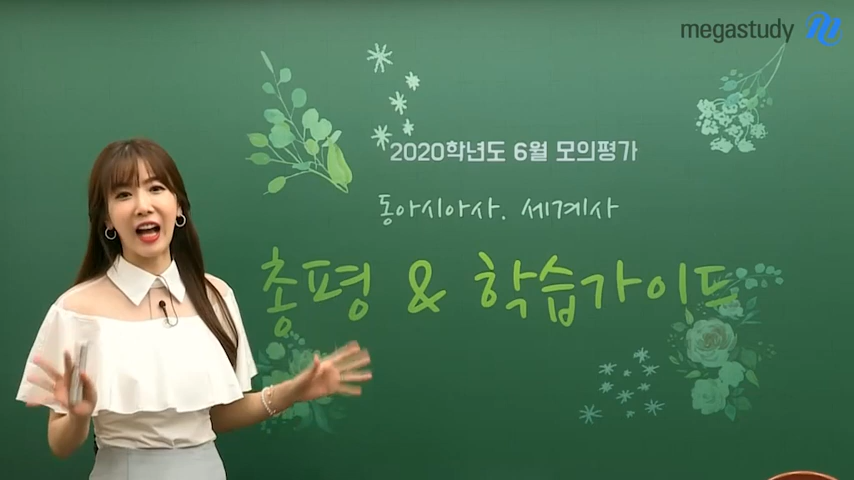 megastudy
2020학년도 6월 모의평가
동아시아사. 세계사
총평 & 학습가이드